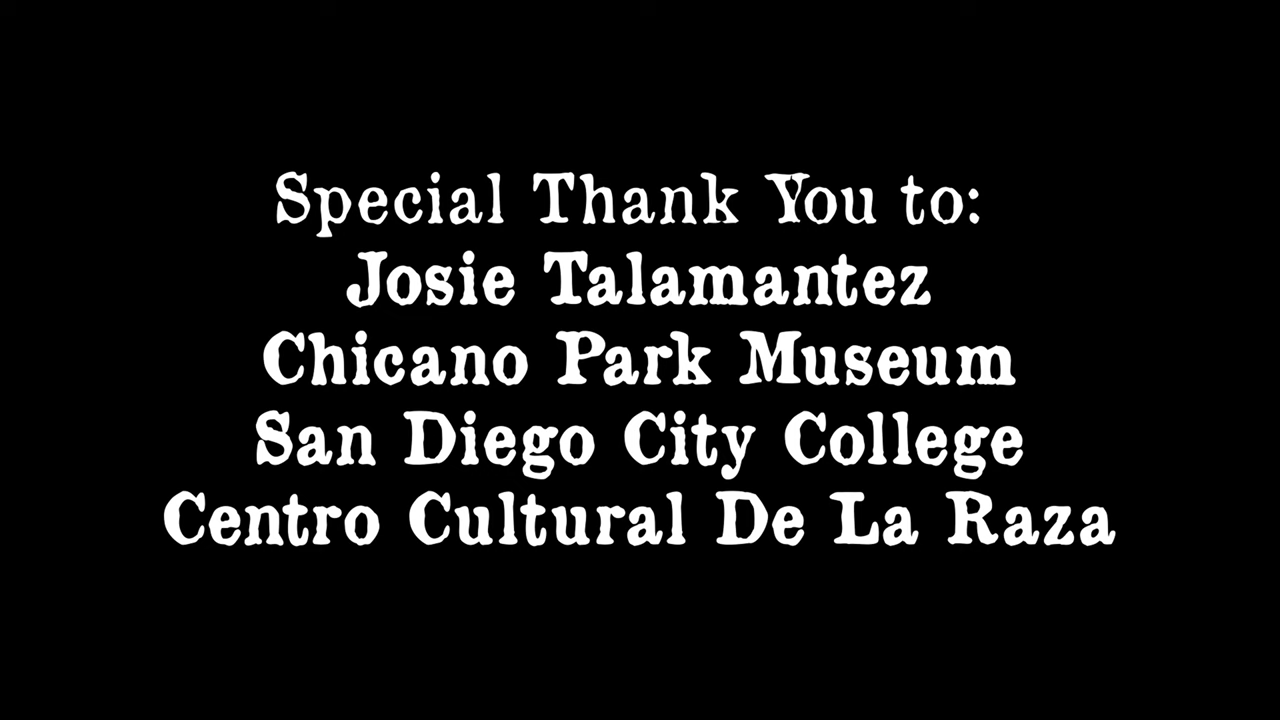 Special Thank You to:
Josie Talamantez
Chicano Park Museum
San Diego City College
Centro Cultural De La Raza